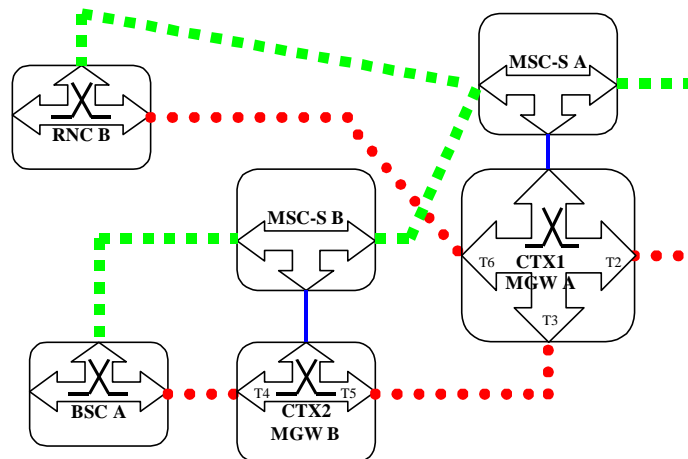 MSC-S A
RNC B
MSC-S B
CTX1
T6
T2
MGW A
T3
T4
T5
CTX2
BSC A
MGW B